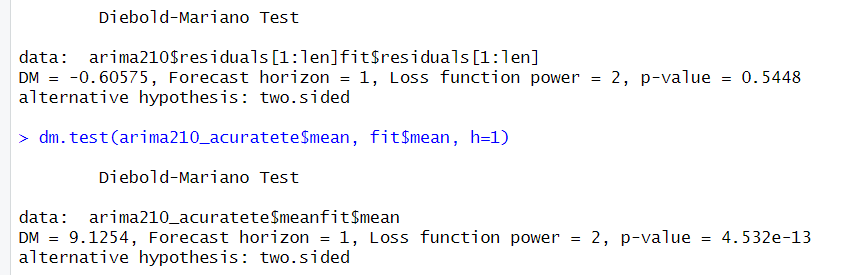 Diebold-Mariano Test
data:  arima210$residuals[1:len]fit$residuals[1:len]
DM = -0.60575, Forecast horizon = 1, Loss function power = 2, p-value = 0.5448
alternative hypothesis: two.sided
> dm.test(arima210_acuratete$mean, fit$mean, h=1)
Diebold-Mariano Test
data:  arima210_acuratete$meanfit$mean
DM = 9.1254, Forecast horizon = 1, Loss function power = 2, p-value = 4.532e-13
alternative hypothesis: two.sided